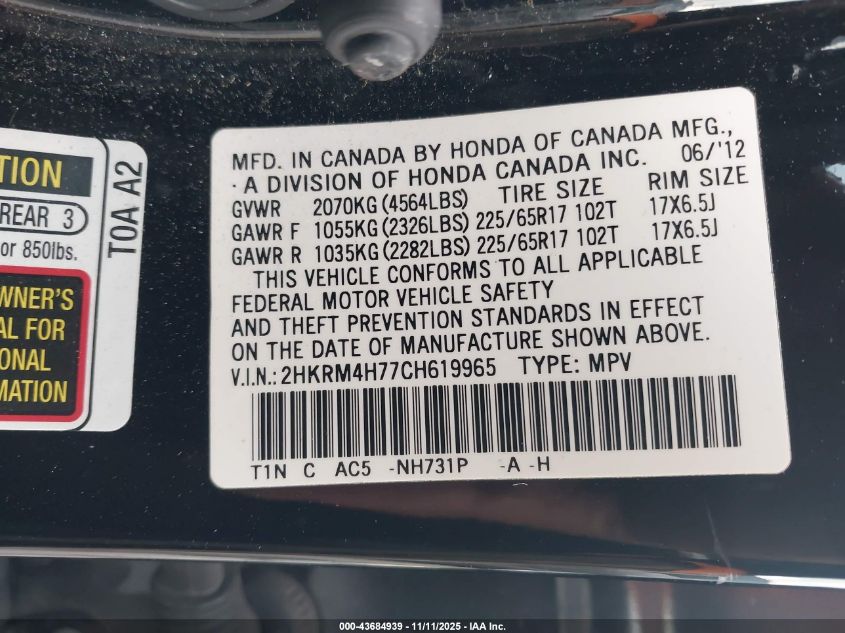 TION
REAR 3
or 850lbs.
WNER'S
AL FOR
ONAL
MATION
T0A A2
MFD. IN CANADA BY HONDA OF CANADA MFG.,
· A DIVISION OF HONDA CANADA INC. 06/'12
GVWR 2070KG (4564LBS) TIRE SIZE RIM SIZE
GAWR F 1055KG (2326LBS) 225/65R17 102T 17X6.5J
GAWR R 1035KG (2282LBS) 225/65R17 102T 17X6.5J
THIS VEHICLE CONFORMS TO ALL APPLICABLE
FEDERAL MOTOR VEHICLE SAFETY
AND THEFT PREVENTION STANDARDS IN EFFECT
ON THE DATE OF MANUFACTURE SHOWN ABOVE.
V.I.N.: 2HKRM4H77CH619965 TYPE: MPV
T1N C AC5 -NH731P -A -H
000-43684939 - 11/11/2025 - IAA Inc.